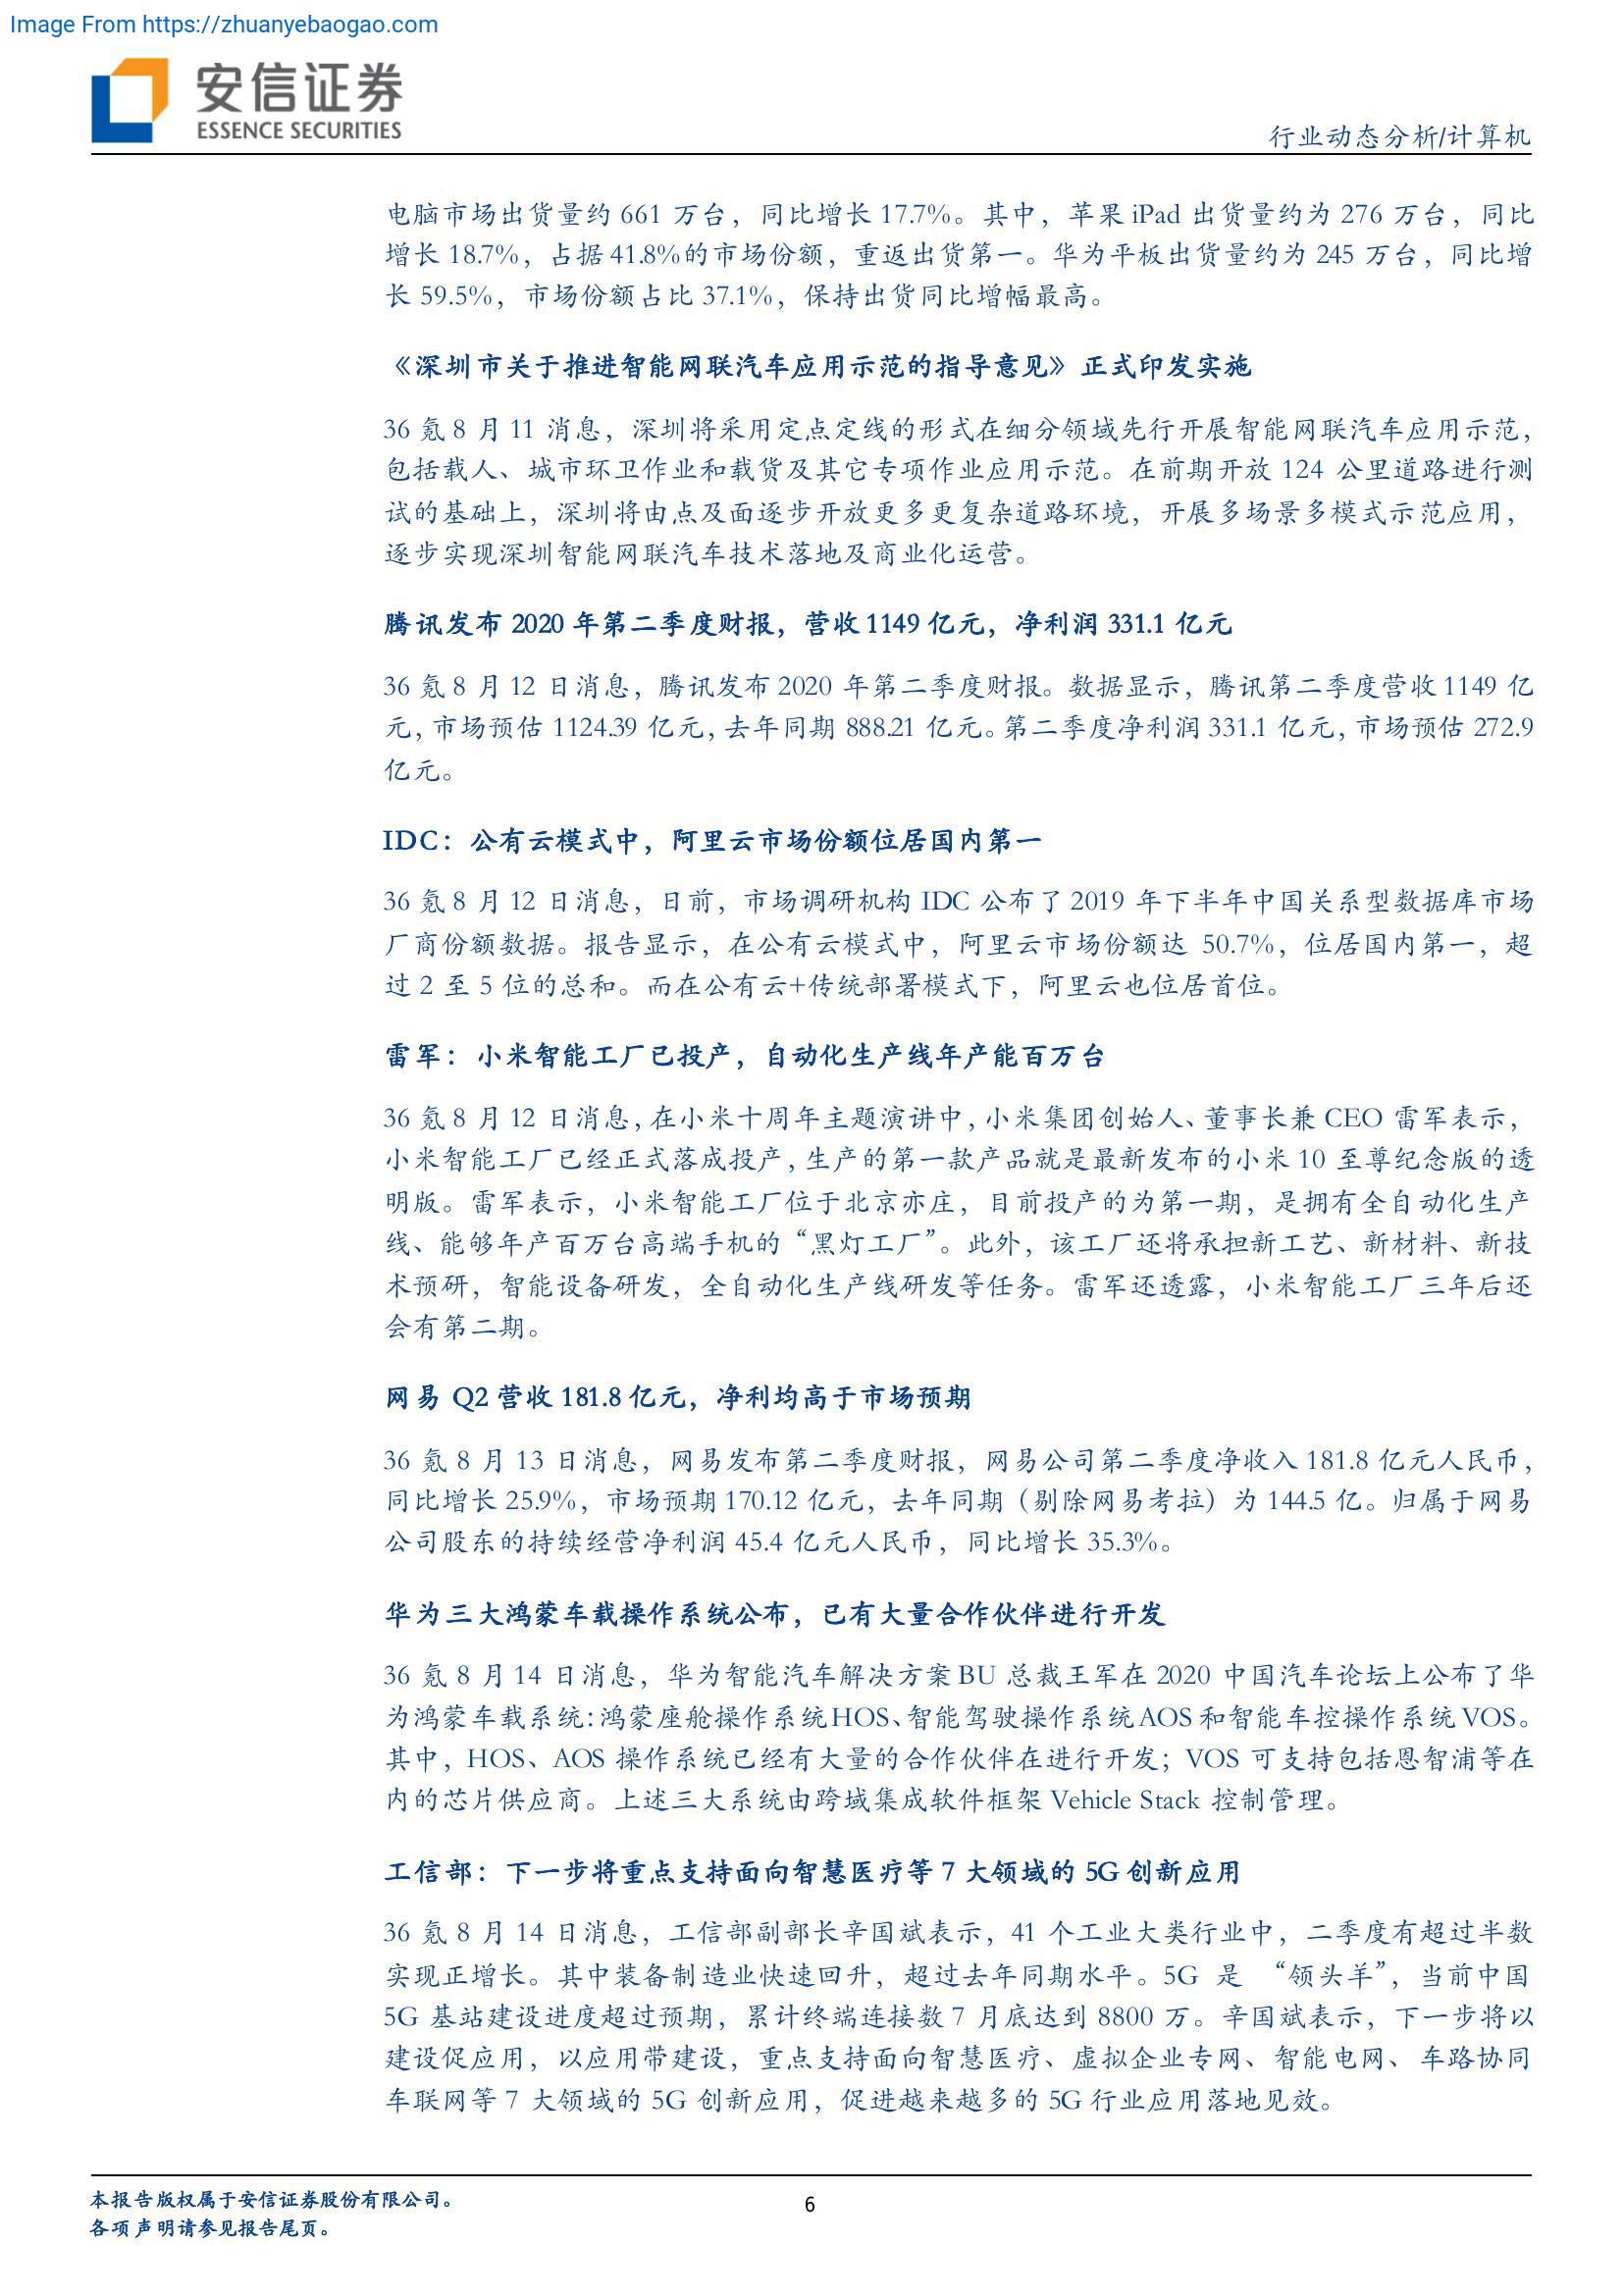 Image From https://zhuanyebaogao.com
安信证券
ESSENCE SECURITIES
行业动态分析/计算机
电脑市场出货量约 661 万台，同比增长 17.7%。其中，苹果 iPad 出货量约为 276 万台，同比
增长 18.7%，占据 41.8%的市场份额，重返出货第一。华为平板出货量约为 245 万台，同比增
长 59.5%，市场份额占比 37.1%，保持出货同比增幅最高。
《深圳市关于推进智能网联汽车应用示范的指导意见》正式印发实施
36 氪 8 月 11 消息，深圳将采用定点定线的形式在细分领域先行开展智能网联汽车应用示范，
包括载人、城市环卫作业和载货及其它专项作业应用示范。在前期开放 124 公里道路进行测
试的基础上，深圳将由点及面逐步开放更多更复杂道路环境，开展多场景多模式示范应用，
逐步实现深圳智能网联汽车技术落地及商业化运营。
腾讯发布 2020 年第二季度财报，营收 1149 亿元，净利润 331.1 亿元
36 氪 8 月 12 日消息，腾讯发布 2020 年第二季度财报。数据显示，腾讯第二季度营收 1149 亿
元，市场预估 1124.39 亿元，去年同期 888.21 亿元。第二季度净利润 331.1 亿元，市场预估 272.9
亿元。
IDC：公有云模式中，阿里云市场份额位居国内第一
36 氪 8 月 12 日消息，日前，市场调研机构 IDC 公布了 2019 年下半年中国关系型数据库市场
厂商份额数据。报告显示，在公有云模式中，阿里云市场份额达 50.7%，位居国内第一，超
过 2 至 5 位的总和。而在公有云+传统部署模式下，阿里云也位居首位。
雷军：小米智能工厂已投产，自动化生产线年产能百万台
36 氪 8 月 12 日消息，在小米十周年主题演讲中，小米集团创始人、董事长兼 CEO 雷军表示，
小米智能工厂已经正式落成投产，生产的第一款产品就是最新发布的小米 10 至尊纪念版的透
明版。雷军表示，小米智能工厂位于北京亦庄，目前投产的为第一期，是拥有全自动化生产
线、能够年产百万台高端手机的“黑灯工厂”。此外，该工厂还将承担新工艺、新材料、新技
术预研，智能设备研发，全自动化生产线研发等任务。雷军还透露，小米智能工厂三年后还
会有第二期。
网易 Q2 营收 181.8 亿元，净利均高于市场预期
36 氪 8 月 13 日消息，网易发布第二季度财报，网易公司第二季度净收入 181.8 亿元人民币，
同比增长 25.9%，市场预期 170.12 亿元，去年同期（剔除网易考拉）为 144.5 亿。归属于网易
公司股东的持续经营净利润 45.4 亿元人民币，同比增长 35.3%。
华为三大鸿蒙车载操作系统公布，已有大量合作伙伴进行开发
36 氪 8 月 14 日消息，华为智能汽车解决方案 BU 总裁王军在 2020 中国汽车论坛上公布了华
为鸿蒙车载系统：鸿蒙座舱操作系统 HOS、智能驾驶操作系统 AOS 和智能车控操作系统 VOS。
其中，HOS、AOS 操作系统已经有大量的合作伙伴在进行开发；VOS 可支持包括恩智浦等在
内的芯片供应商。上述三大系统由跨域集成软件框架 Vehicle Stack 控制管理。
工信部：下一步将重点支持面向智慧医疗等 7 大领域的 5G 创新应用
36 氪 8 月 14 日消息，工信部副部长辛国斌表示，41 个工业大类行业中，二季度有超过半数
实现正增长。其中装备制造业快速回升，超过去年同期水平。5G 是 “领头羊”，当前中国
5G 基站建设进度超过预期，累计终端连接数 7 月底达到 8800 万。辛国斌表示，下一步将以
建设促应用，以应用带建设，重点支持面向智慧医疗、虚拟企业专网、智能电网、车路协同
车联网等 7 大领域的 5G 创新应用，促进越来越多的 5G 行业应用落地见效。
本报告版权属于安信证券股份有限公司。
各项声明请参见报告尾页。
6